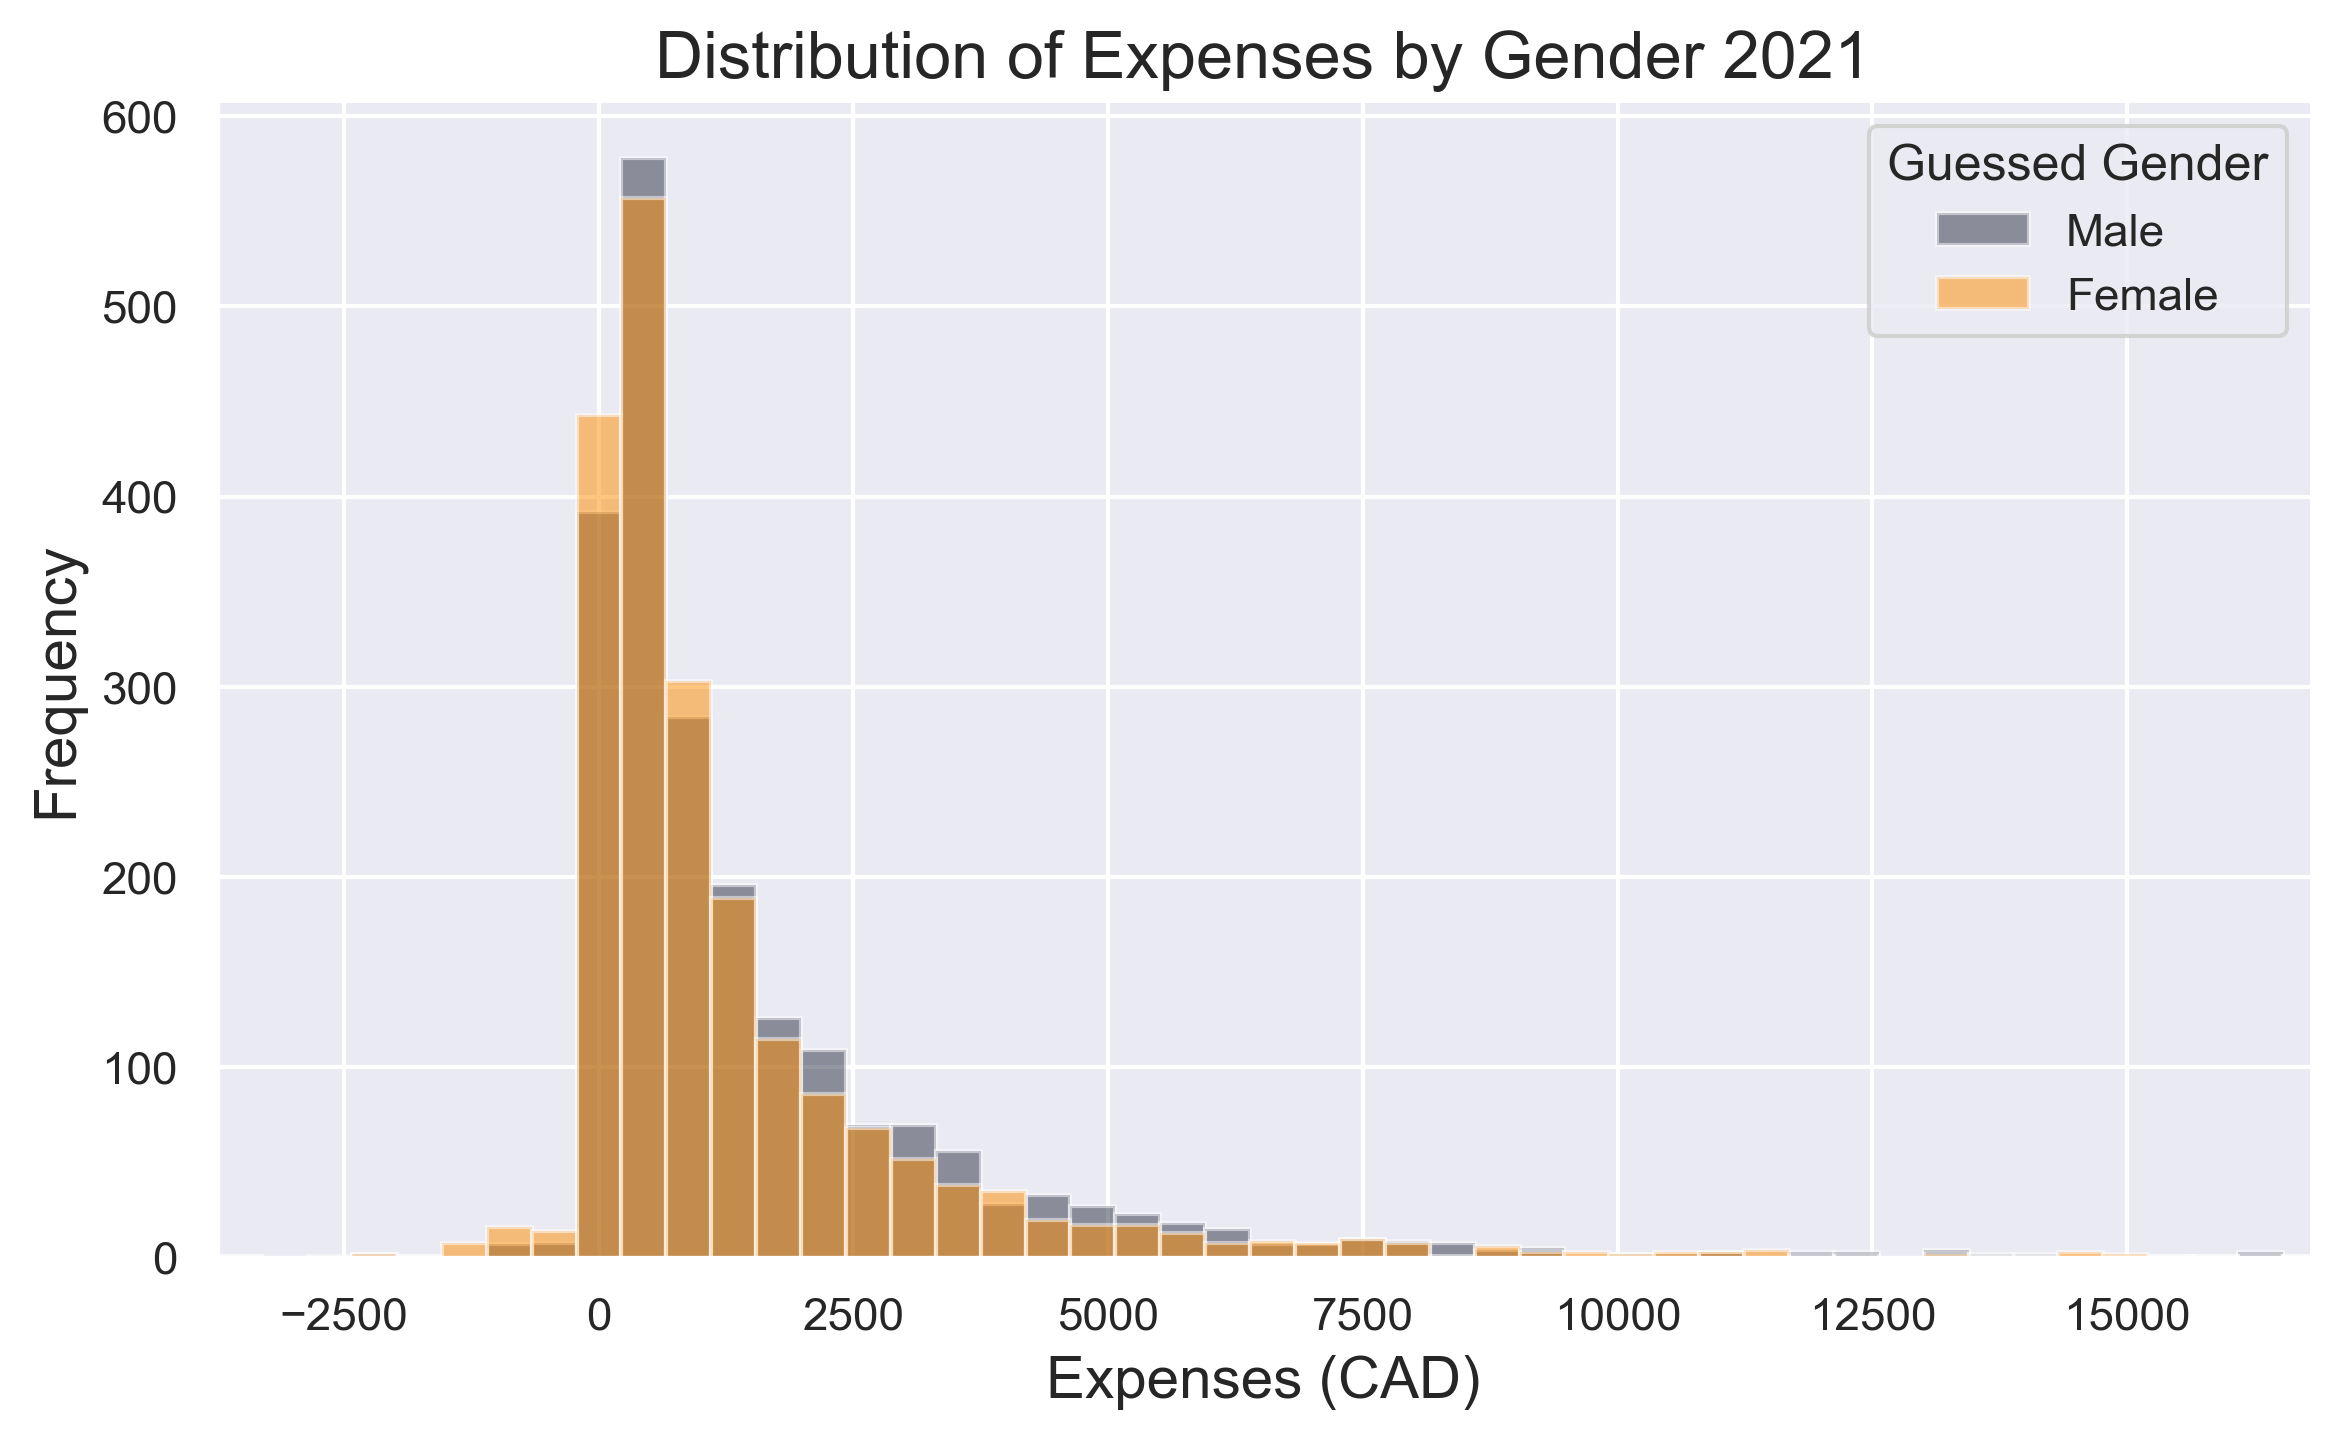 Distribution of Expenses by Gender 2021
600
500
400
300
200
100
0
Frequency
Guessed Gender
Male
Female
−2500 0 2500 5000 7500 10000 12500 15000
Expenses (CAD)